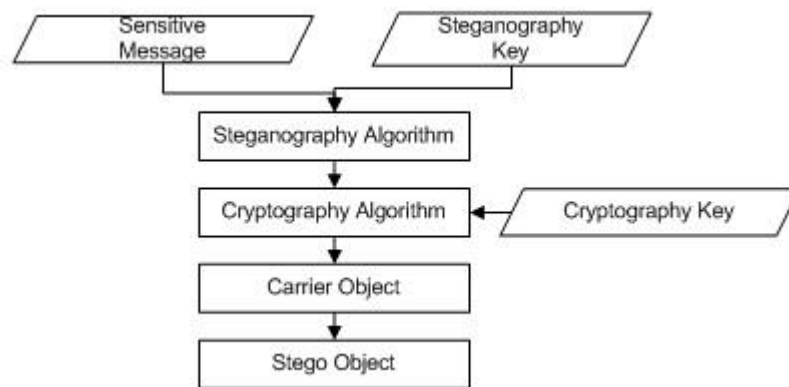 Sensitive
Message
Steganography
Key
Steganography Algorithm
Cryptography Algorithm
Cryptography Key
Carrier Object
Stego Object